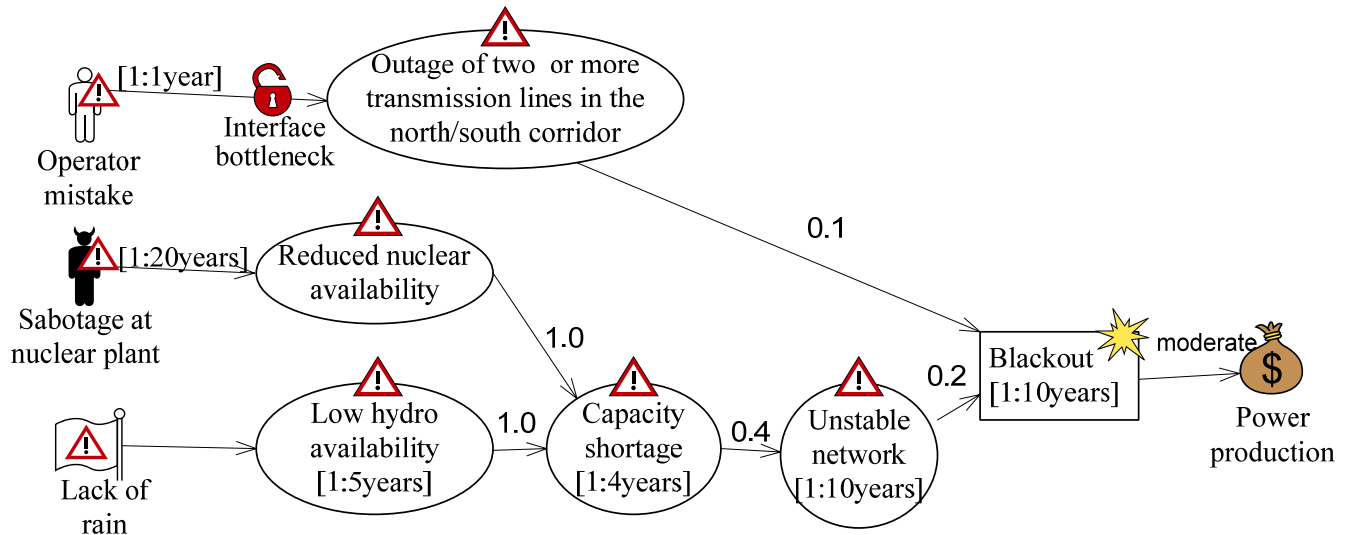 [1:1year]
Operator
mistake
Interface
bottleneck
Outage of two or more
transmission lines in the
north/south corridor
0.1
[1:20years]
Sabotage at
nuclear plant
Reduced nuclear
availability
1.0
Lack of
rain
Low hydro
availability
[1:5years]
1.0
Capacity
shortage
[1:4years]
0.4
Unstable
network
[1:10years]
0.2
Blackout
[1:10years]
moderate
$
Power
production